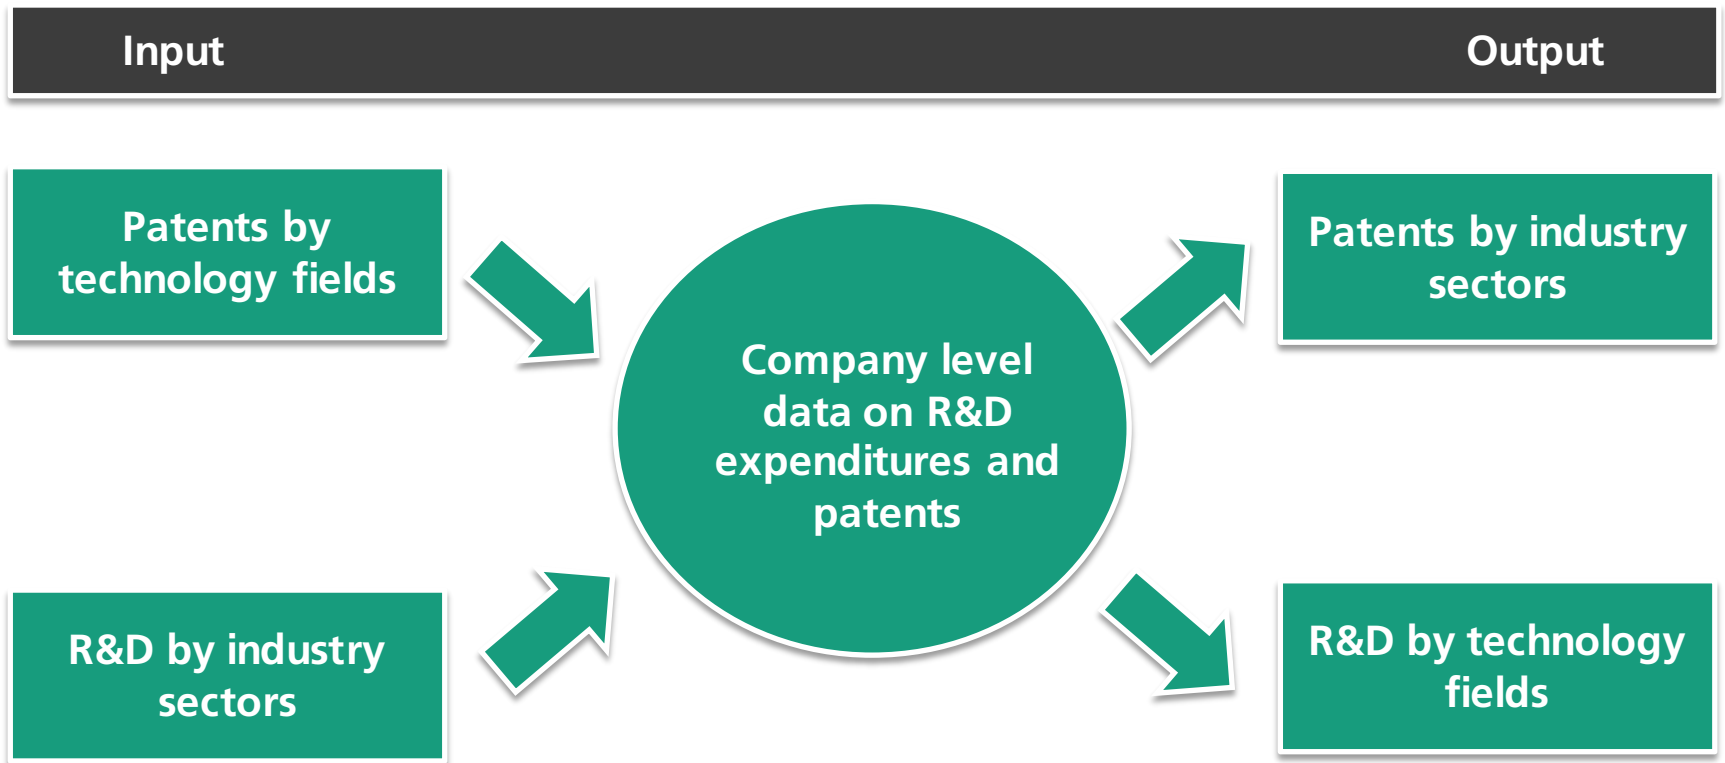 Input
Output
Patents by
technology fields
R&D by industry
sectors
Company level
data on R&D
expenditures and
patents
Patents by industry
sectors
R&D by technology
fields